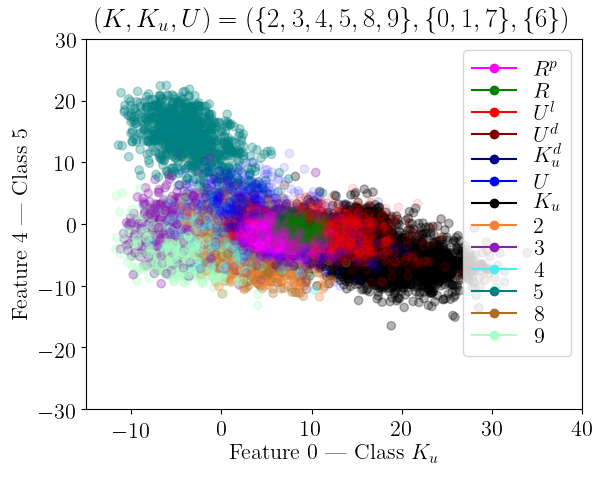 (K, K_u, U) = ({2, 3, 4, 5, 8, 9}, {0, 1, 7}, {6})
30
20
10
0
−10
−20
−30
Feature 4 — Class 5
R^p
R
U^l
U^d
K_u^d
U
K_u
2
3
4
5
8
9
−10
0
10
20
30
40
Feature 0 — Class K_u